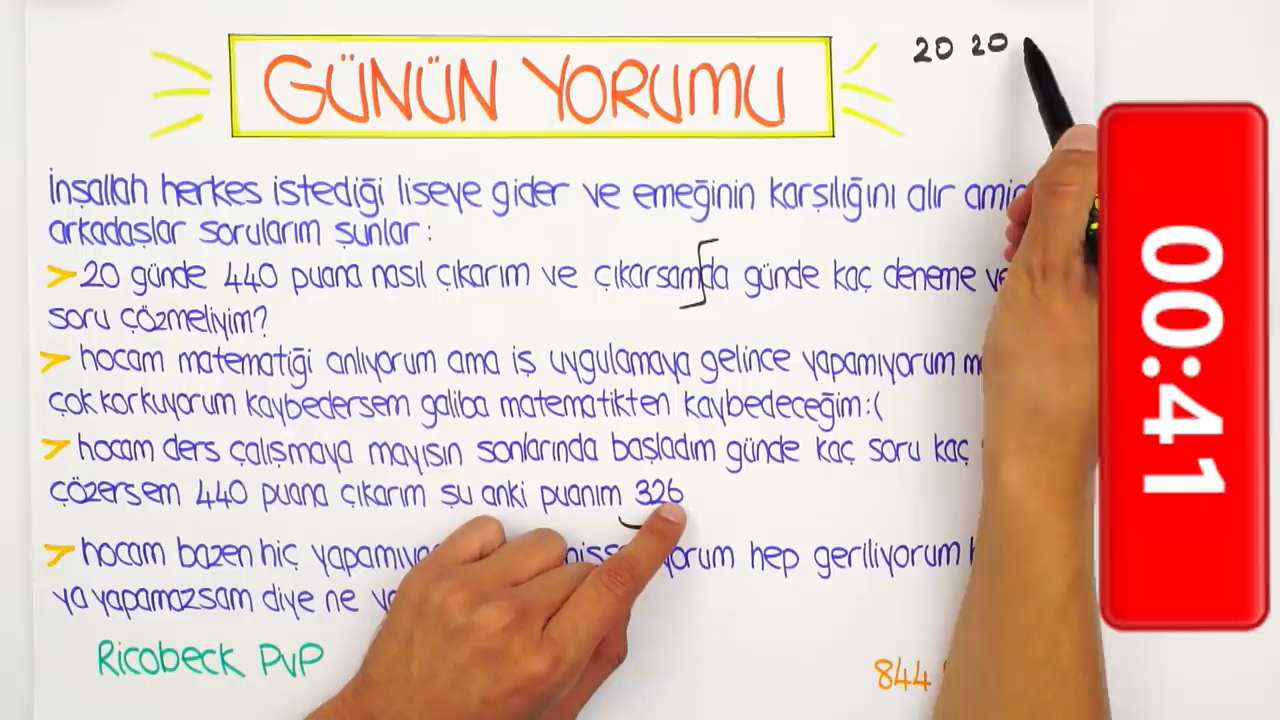 GÜNÜN YORUMU
20 20
İnşallah herkes istediği liseye gider ve emeğinin karşılığını alır
arkadaşlar sorularım şunlar:
➤ 20 günde 440 puana nasıl çıkarım ve çıkarsamda günde kaç deneme
soru çözmeliyim?
➤ hocam matematiği anlıyorum ama iş uygulamaya gelince yapamıyorum
çok korkuyorum kaybedersem galiba matematikten kaybedeceğim:(
➤ hocam ders çalışmaya mayısın sonlarında başladım günde kaç soru kaç
çözersem 440 puana çıkarım şu anki puanım 326
➤ hocam bazen hiç hep geriliyorum
ya yapamazsam diye ne
Ricobeck PvP
844
00:41